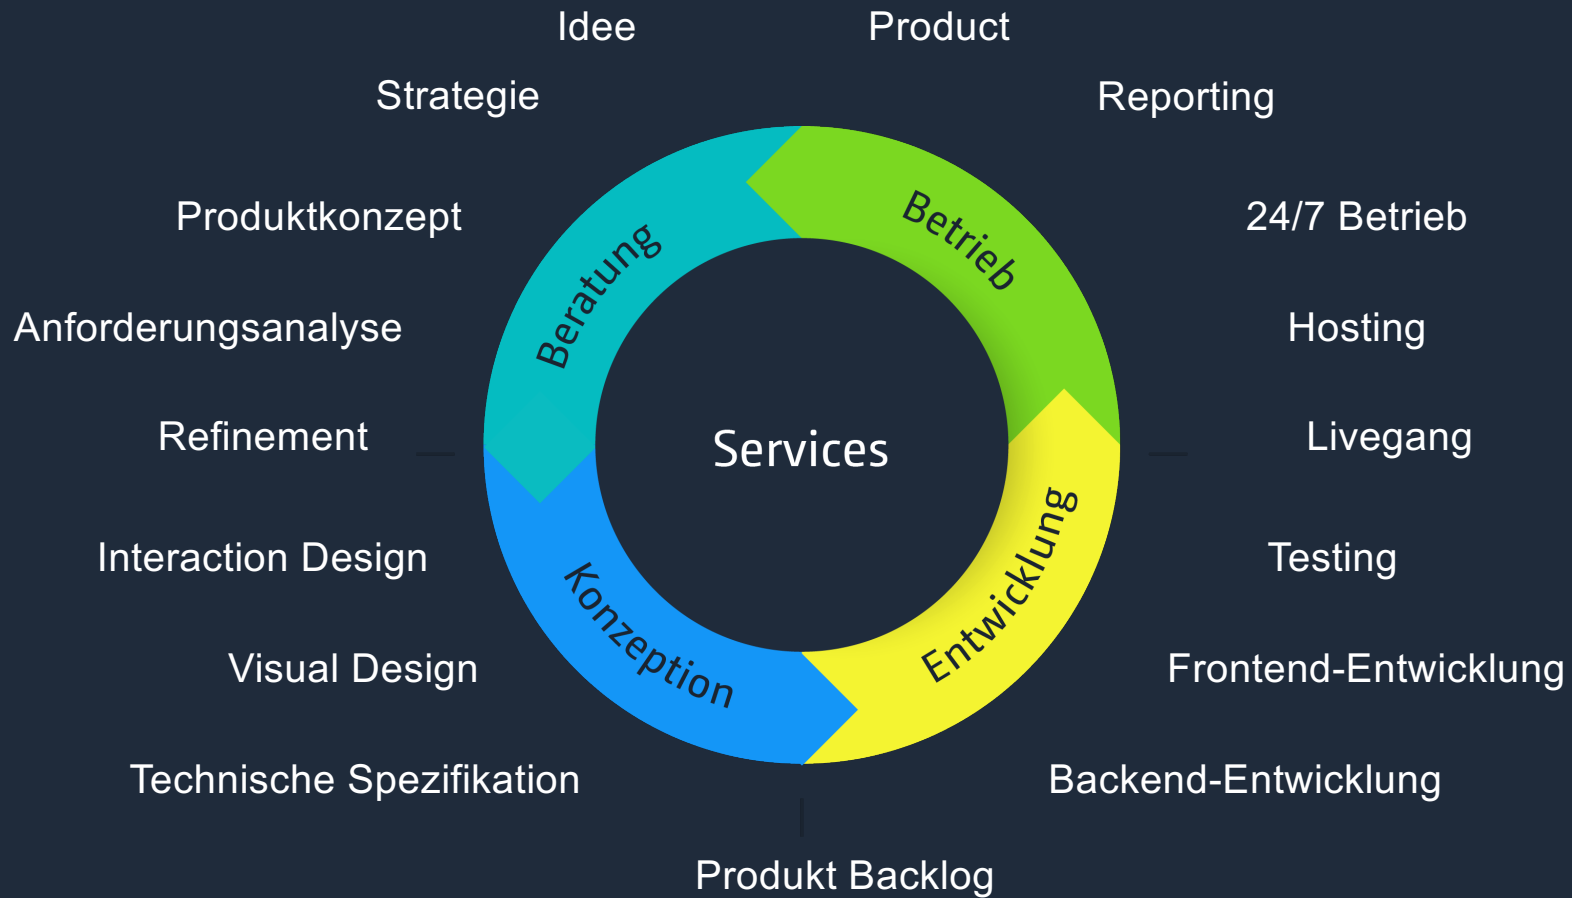 Idee
Product
Strategie
Reporting
Produktkonzept
24/7 Betrieb
Betrieb
Beratung
Anforderungsanalyse
Hosting
Refinement
Services
Livegang
Interaction Design
Testing
Entwicklung
Konzeption
Visual Design
Frontend-Entwicklung
Technische Spezifikation
Backend-Entwicklung
Produkt Backlog